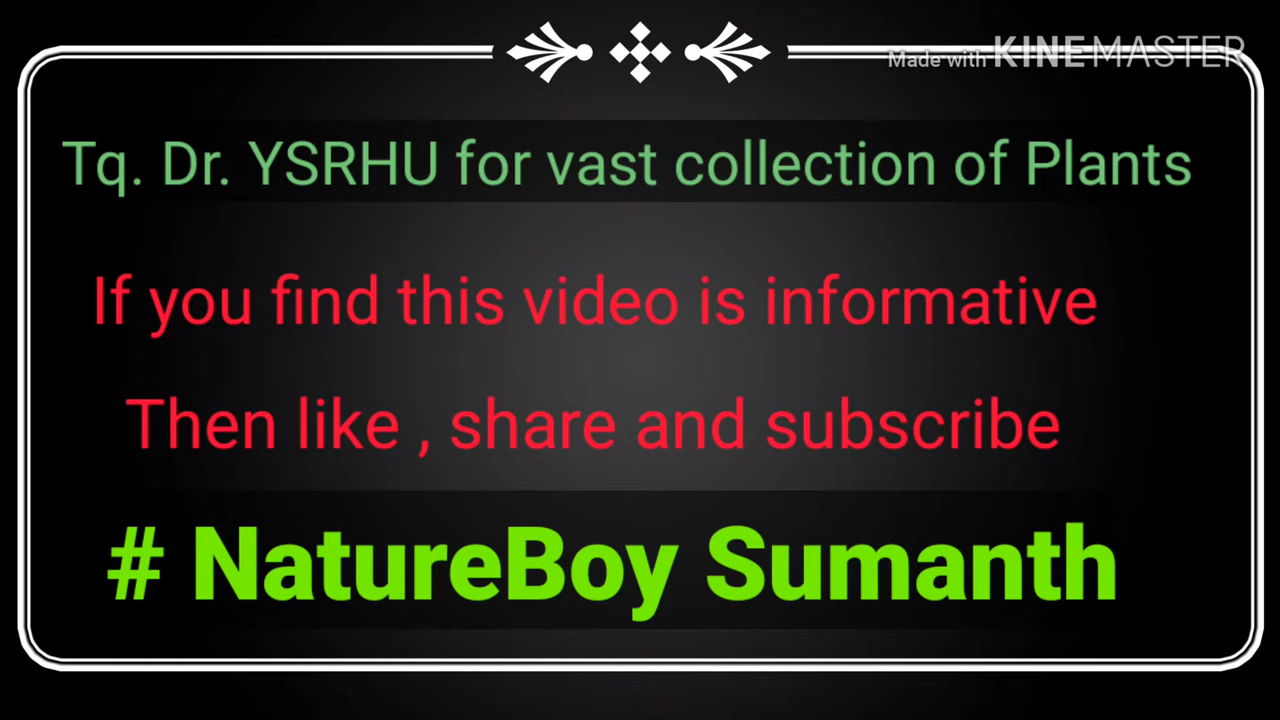 Made with KINEMASTER
Tq. Dr. YSRHU for vast collection of Plants
If you find this video is informative
Then like , share and subscribe
# NatureBoy Sumanth